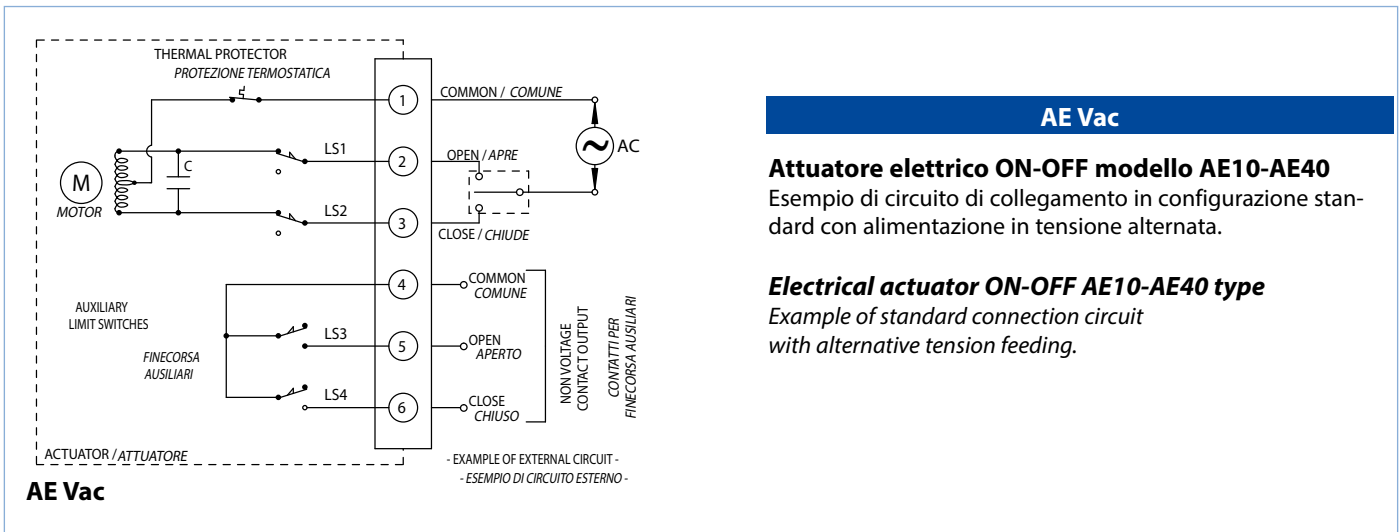 THERMAL PROTECTOR
PROTEZIONE TERMOSTATICA
1
COMMON / COMUNE
AC
C
LS1
2
OPEN / APRE
M
MOTOR
LS2
3
CLOSE / CHIUDE
4
COMMON
COMUNE
AUXILIARY
LIMIT SWITCHES
FINECORSA
AUSILIARI
LS3
5
OPEN
APERTO
LS4
6
CLOSE
CHIUSO
NON VOLTAGE
CONTACT OUTPUT
CONTATTI PER
FINECORSA AUSILIARI
ACTUATOR / ATTUATORE
- EXAMPLE OF EXTERNAL CIRCUIT -
- ESEMPIO DI CIRCUITO ESTERNO -
AE Vac
AE Vac
Attuatore elettrico ON-OFF modello AE10-AE40
Esempio di circuito di collegamento in configurazione stan-
dard con alimentazione in tensione alternata.
Electrical actuator ON-OFF AE10-AE40 type
Example of standard connection circuit
with alternative tension feeding.